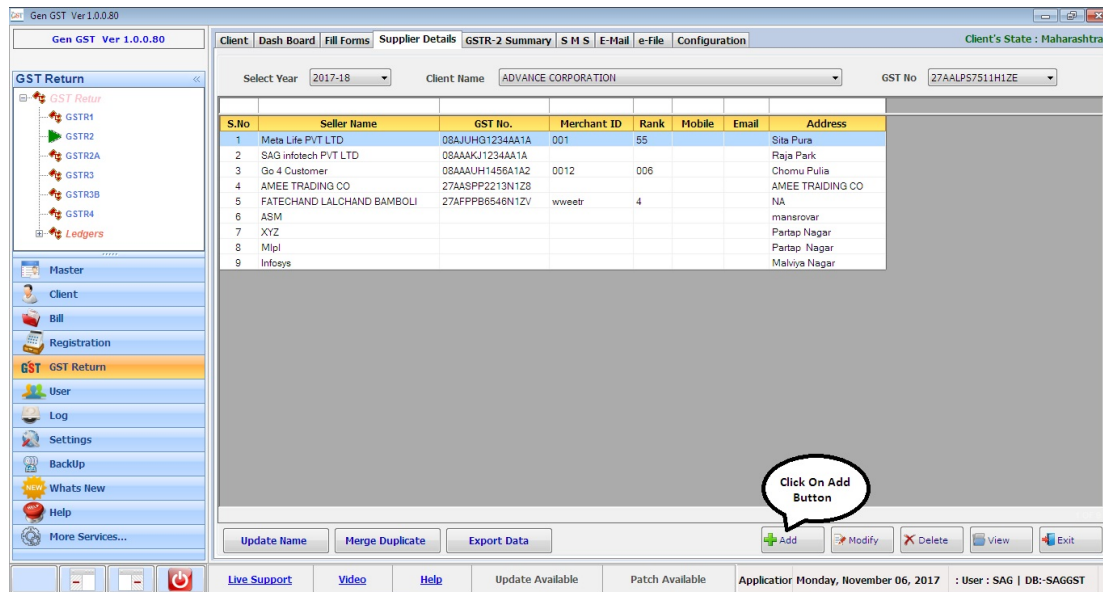 Gen GST Ver 1.0.0.80
Gen GST Ver 1.0.0.80
Client Dash Board Fill Forms Supplier Details GSTR-2 Summary S M S E-Mail e-File Configuration Client's State : Maharashtra
GST Return
GST Retur
GSTR1
GSTR2
GSTR2A
GSTR3
GSTR3B
GSTR4
Ledgers
Master
Client
Bill
Registration
GST GST Return
User
Log
Settings
BackUp
NEW Whats New
Help
More Services...
Select Year 2017-18 Client Name ADVANCE CORPORATION GST No 27AALPS7511H1ZE
S.No Seller Name GST No. Merchant ID Rank Mobile Email Address
1 Meta Life PVT LTD 08AJUHG1234AA1A 001 55 Sita Pura
2 SAG infotech PVT LTD 08AAAKJ1234AA1A Raja Park
3 Go 4 Customer 08AAAUH1456A1A2 0012 006 Chomu Pulia
4 AMEE TRADING CO 27AASPP2213N1Z8 AMEE TRAIDING CO
5 FATECHAND LALCHAND BAMBOLI 27AFPPB6546N1ZV wweetr 4 NA
6 ASM mansrovar
7 XYZ Partap Nagar
8 MIpl Partap Nagar
9 Infosys Malviya Nagar
Click On Add
Button
Update Name Merge Duplicate Export Data Add Modify Delete View Exit
Live Support Video Help Update Available Patch Available Application Monday, November 06, 2017 : User : SAG | DB:-SAGGST